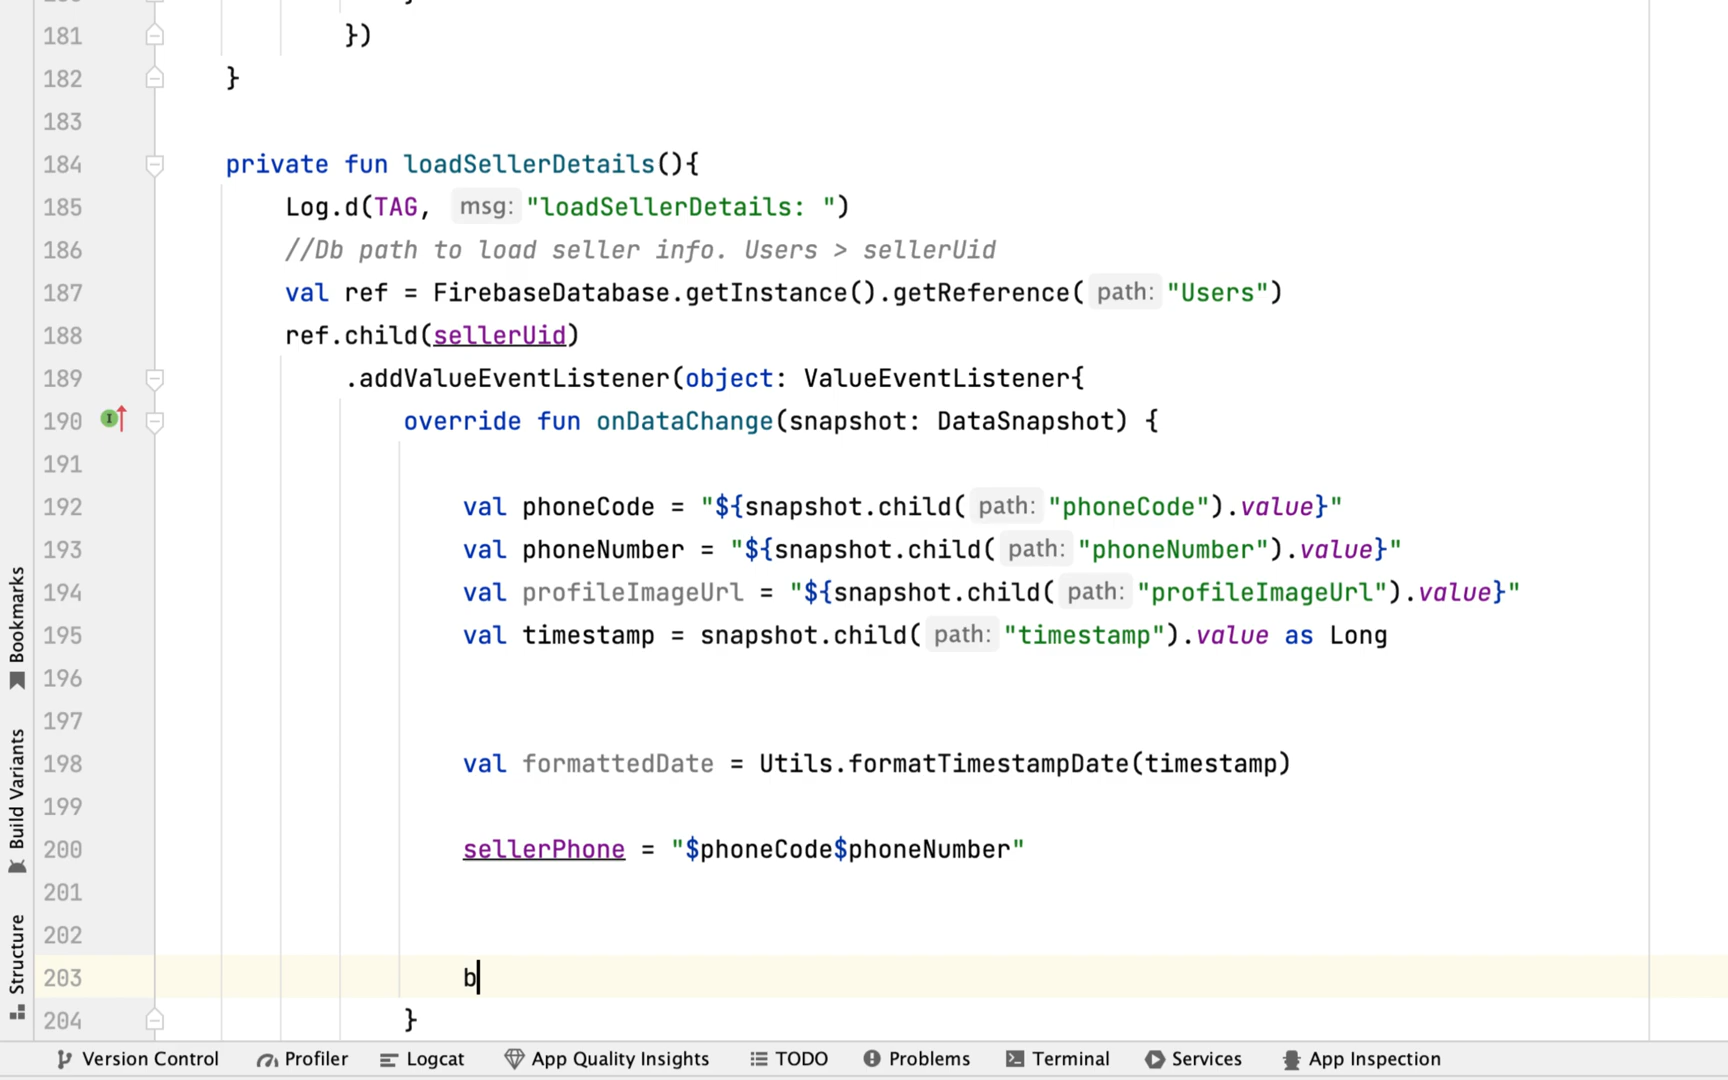 181 })
182 }
183
184 private fun loadSellerDetails(){
185 Log.d(TAG, msg: "loadSellerDetails: ")
186 //Db path to load seller info. Users > sellerUid
187 val ref = FirebaseDatabase.getInstance().getReference( path: "Users")
188 ref.child(sellerUid)
189 .addValueEventListener(object: ValueEventListener{
190 override fun onDataChange(snapshot: DataSnapshot) {
191
192 val phoneCode = "${snapshot.child( path: "phoneCode").value}"
193 val phoneNumber = "${snapshot.child( path: "phoneNumber").value}"
194 val profileImageUrl = "${snapshot.child( path: "profileImageUrl").value}"
195 val timestamp = snapshot.child( path: "timestamp").value as Long
196
197
198 val formattedDate = Utils.formatTimestampDate(timestamp)
199
200 sellerPhone = "$phoneCode$phoneNumber"
201
202
203 b
204 }
Bookmarks
Build Variants
Structure
Version Control Profiler Logcat App Quality Insights TODO Problems Terminal Services App Inspection